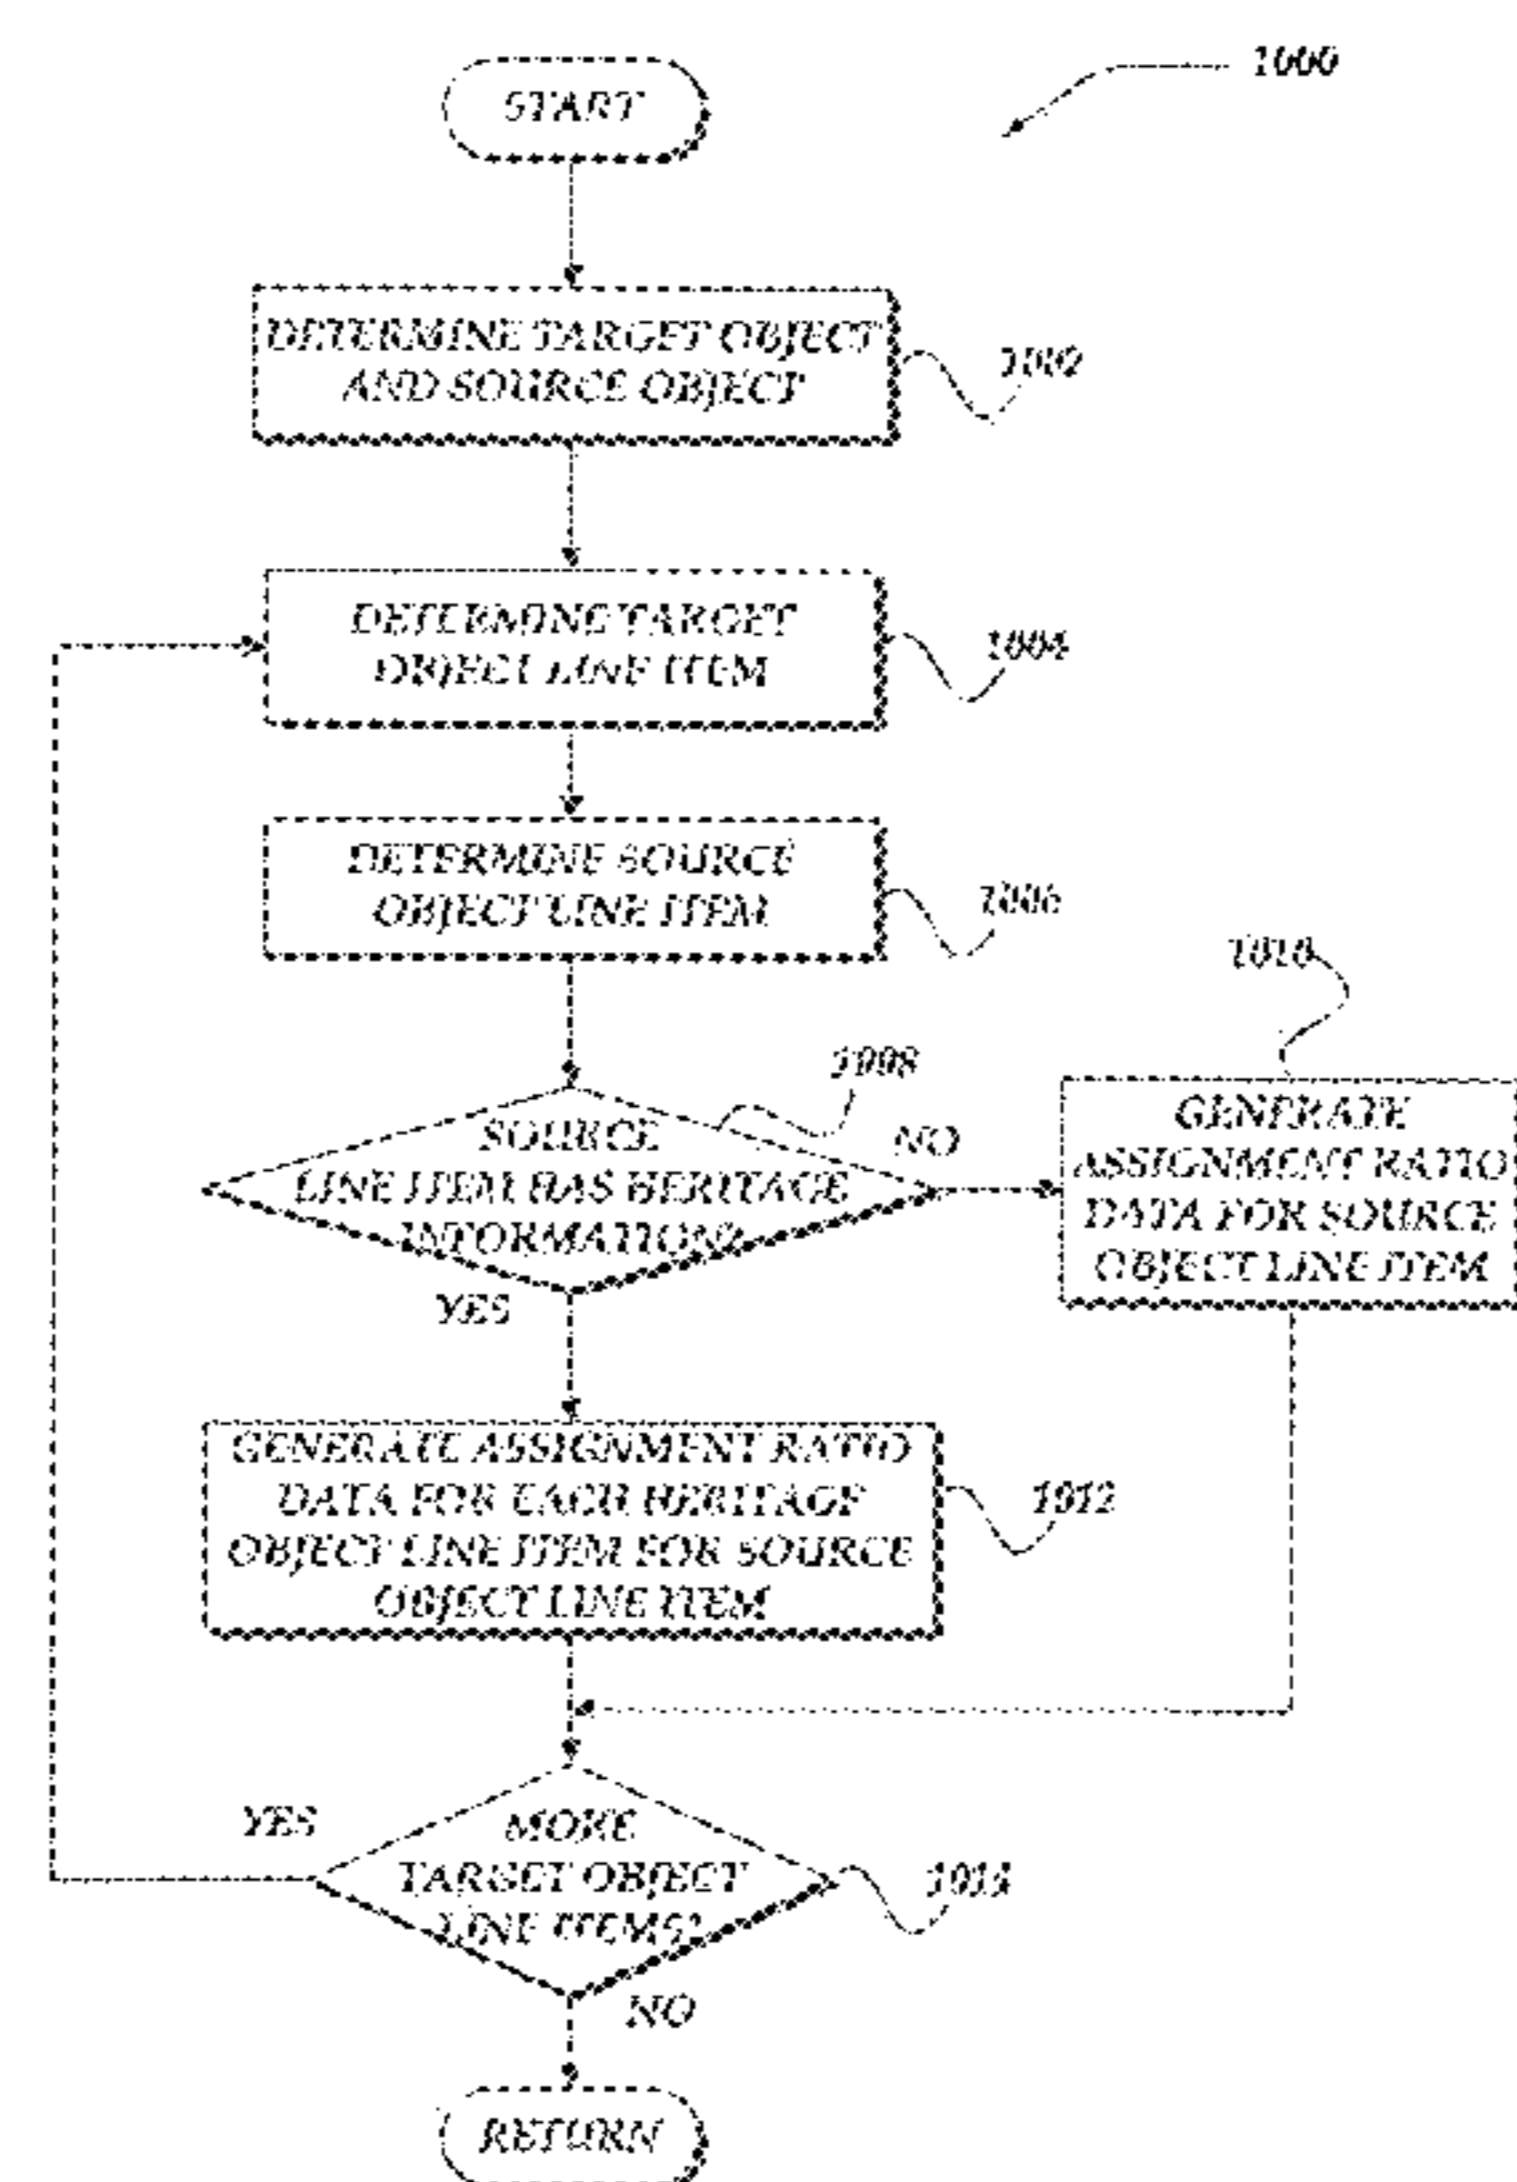 1000
START
DETERMINE TARGET OBJECT
AND SOURCE OBJECT
1002
DETERMINE TARGET
OBJECT LINE ITEM
1004
DETERMINE SOURCE
OBJECT LINE ITEM
1006
1008
SOURCE
LINE ITEM HAS HERITAGE
INFORMATION?
NO
YES
1010
GENERATE
ASSIGNMENT RATIO
DATA FOR SOURCE
OBJECT LINE ITEM
GENERATE ASSIGNMENT RATIO
DATA FOR EACH HERITAGE
OBJECT LINE ITEM FOR SOURCE
OBJECT LINE ITEM
1012
YES
MORE
TARGET OBJECT
LINE ITEMS?
1014
NO
RETURN